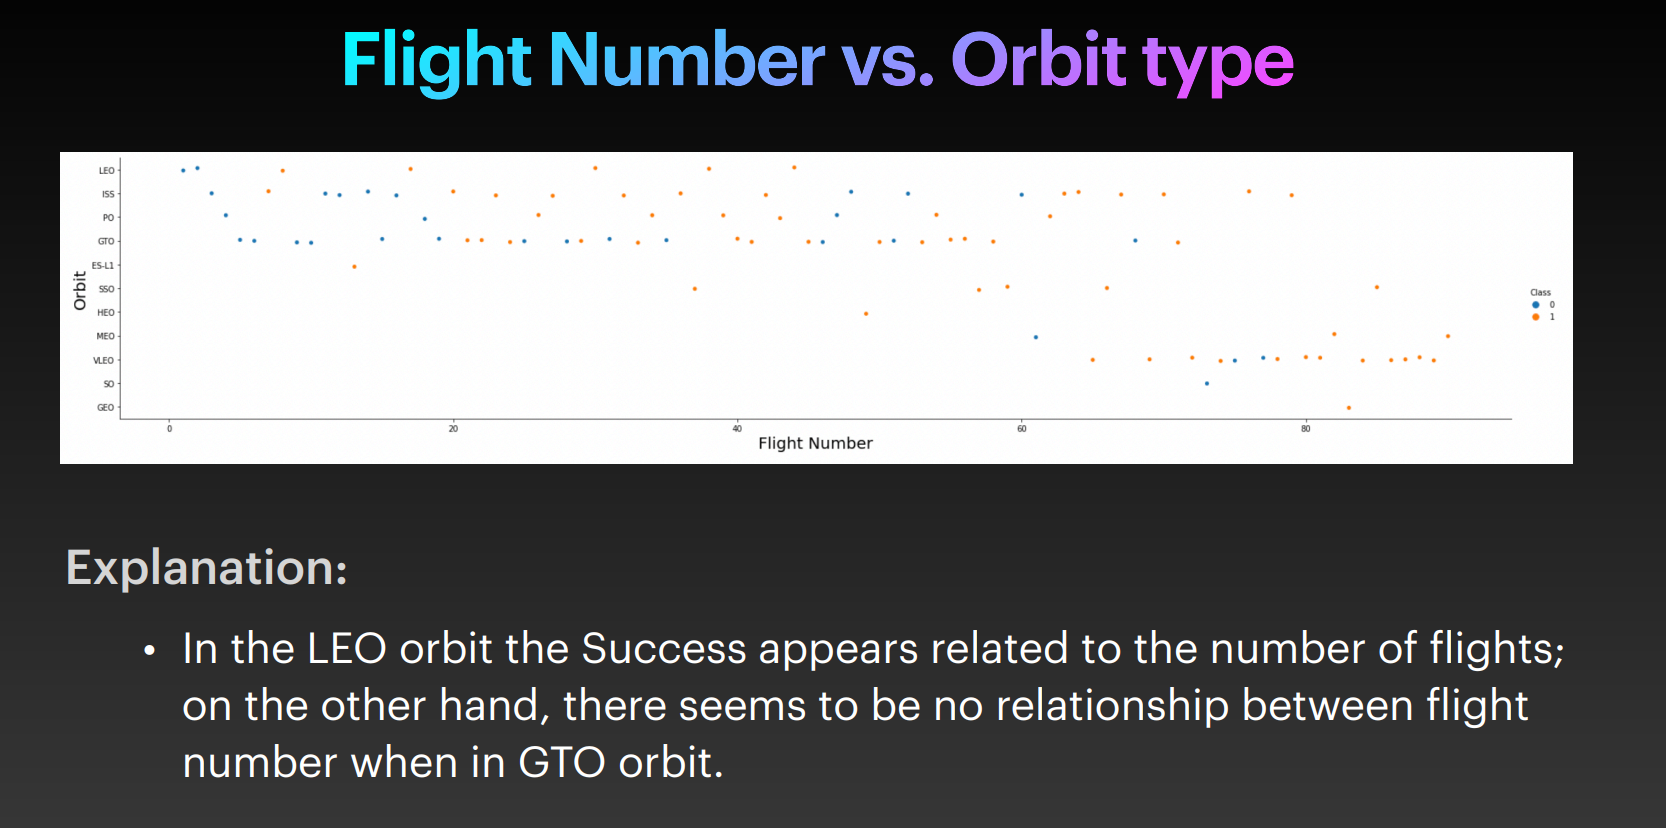 Flight Number vs. Orbit type
LEO
ISS
PO
GTO
ES-L1
SSO
HEO
MEO
VLEO
SO
GEO
Orbit
0 20 40 60 80
Flight Number
Class
0
1
Explanation:
• In the LEO orbit the Success appears related to the number of flights;
on the other hand, there seems to be no relationship between flight
number when in GTO orbit.